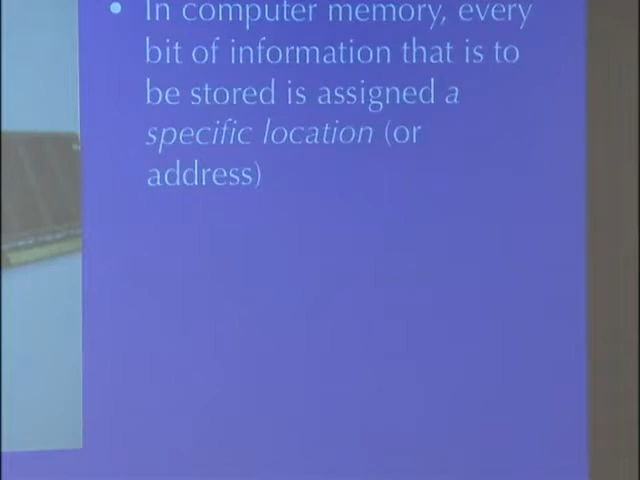 • In computer memory, every
bit of information that is to
be stored is assigned a
specific location (or
address)